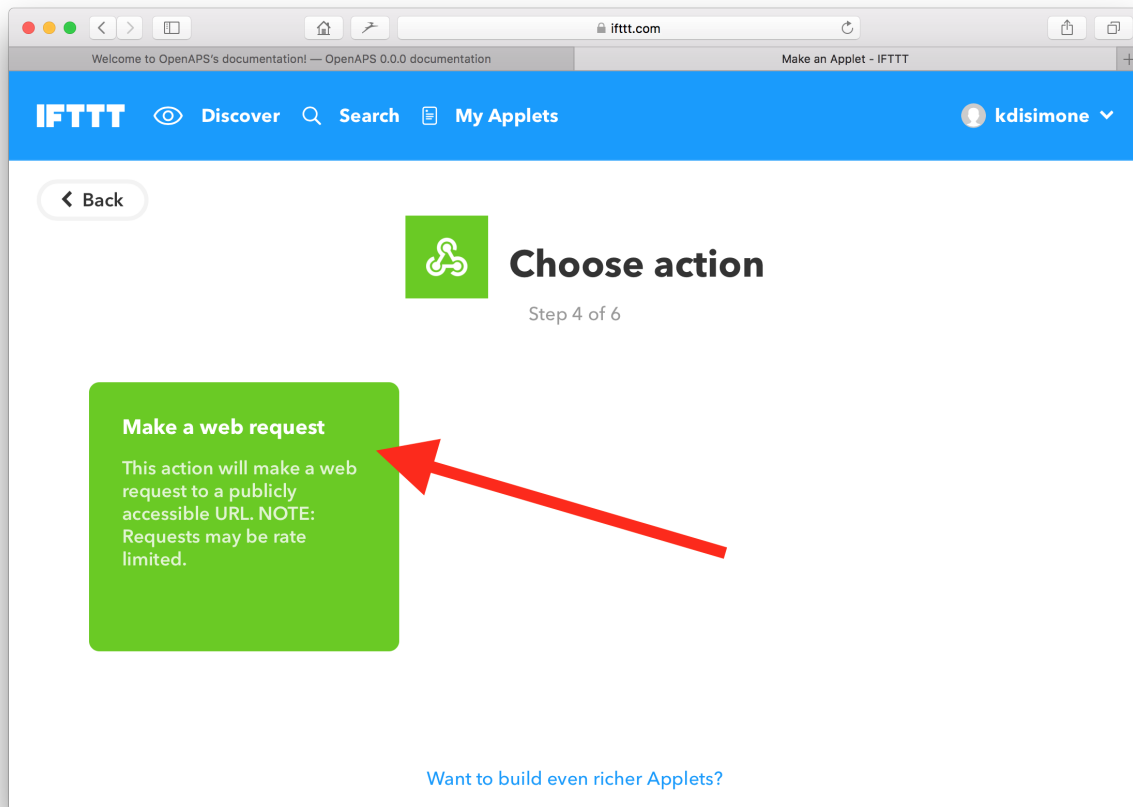 ifttt.com
Welcome to OpenAPS's documentation! — OpenAPS 0.0.0 documentation
Make an Applet - IFTTT
IFTTT Discover Search My Applets kdisimone
Back
Choose action
Step 4 of 6
Make a web request
This action will make a web
request to a publicly
accessible URL. NOTE:
Requests may be rate
limited.
Want to build even richer Applets?